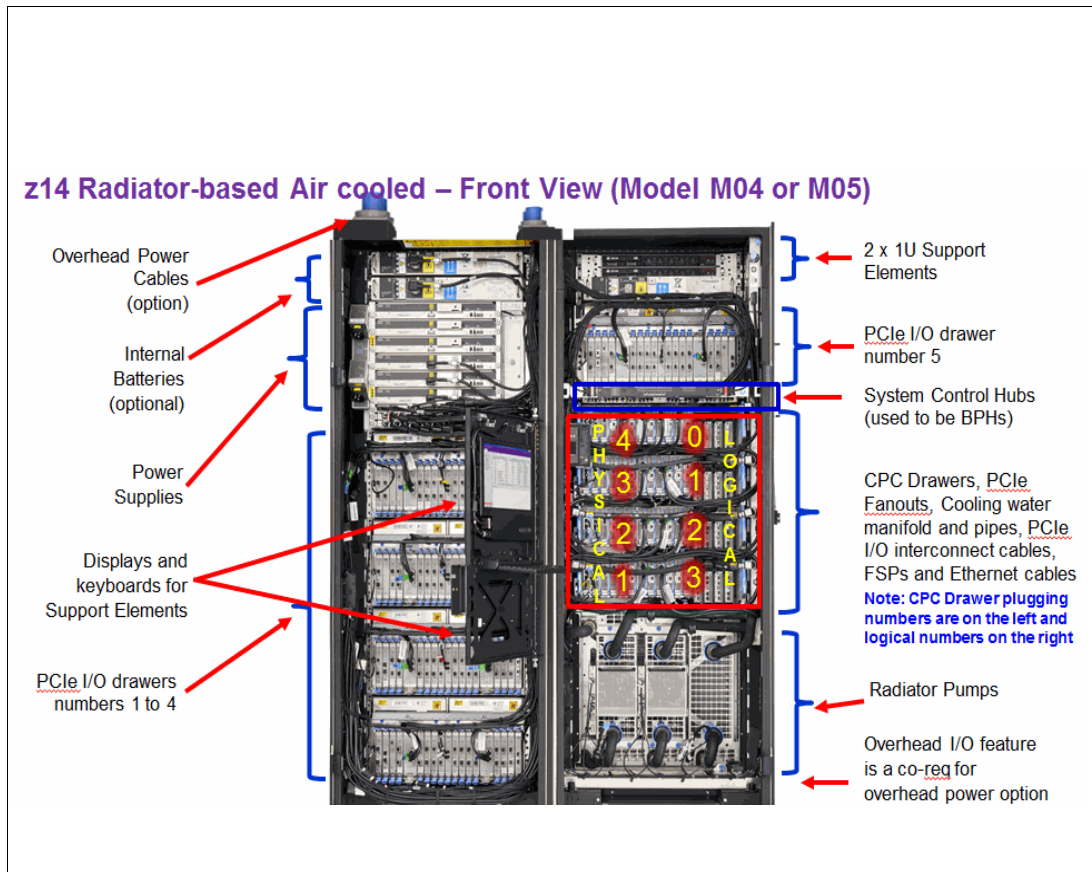 z14 Radiator-based Air cooled – Front View (Model M04 or M05)
Overhead Power
Cables
(option)
Internal
Batteries
(optional)
Power
Supplies
Displays and
keyboards for
Support Elements
PCIe I/O drawers
numbers 1 to 4
PHYSICAL
4 0
3 1
2 2
1 3
LOGICAL
2 x 1U Support
Elements
PCIe I/O drawer
number 5
System Control Hubs
(used to be BPHs)
CPC Drawers, PCIe
Fanouts, Cooling water
manifold and pipes, PCIe
I/O interconnect cables,
FSPs and Ethernet cables
Note: CPC Drawer plugging
numbers are on the left and
logical numbers on the right
Radiator Pumps
Overhead I/O feature
is a co-req for
overhead power option